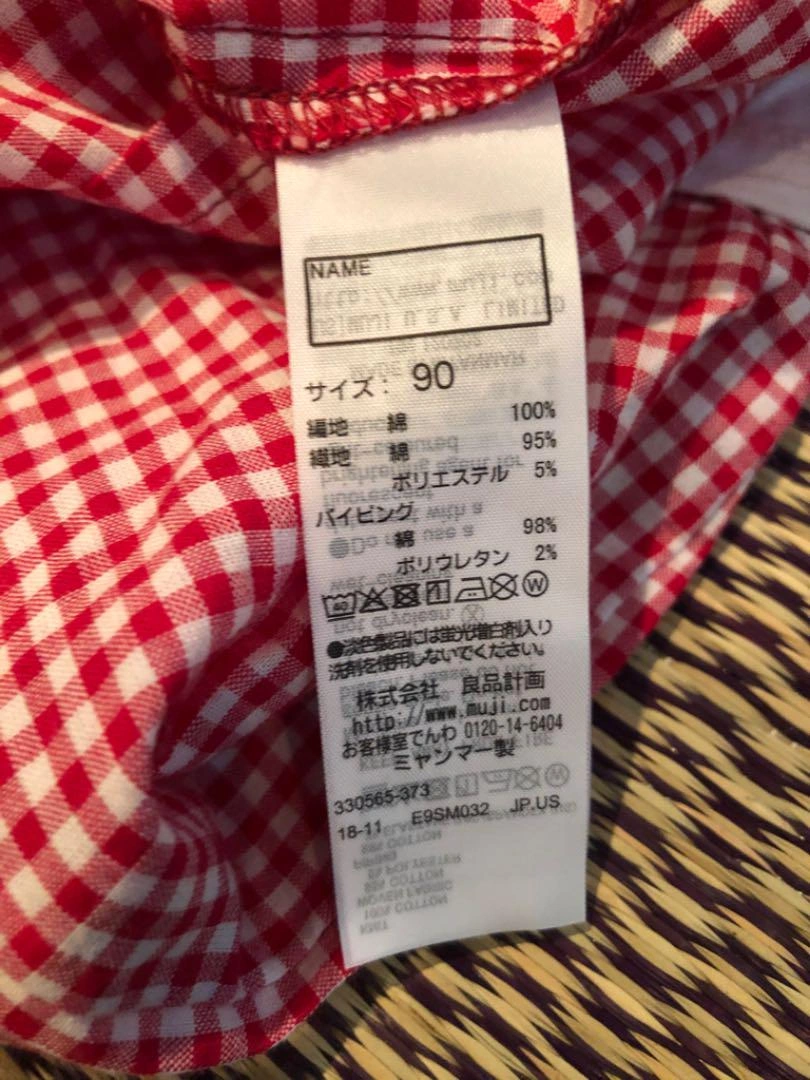 NAME
サイズ： 90
編地 綿 100%
織地 綿 95%
ポリエステル 5%
パイピング
綿 98%
ポリウレタン 2%
40 W
●淡色製品には蛍光増白剤入り
洗剤を使用しないでください。
株式会社 良品計画
http://www.muji.com
お客様室でんわ 0120-14-6404
ミヤンマー製
330565-373
18-11 E9SM032 JP.US